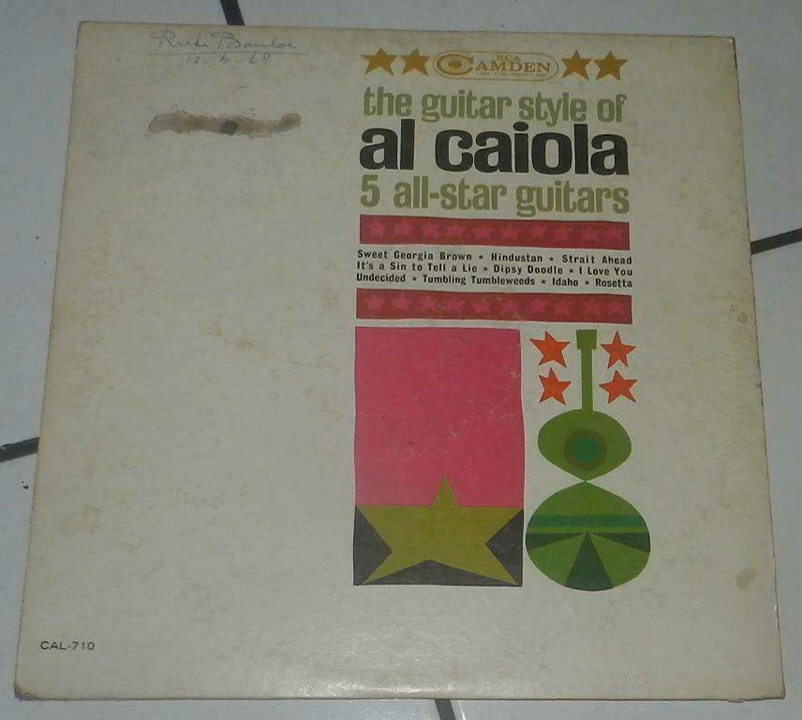 RCA
CAMDEN
the guitar style of
al caiola
5 all-star guitars
Sweet Georgia Brown ★ Hindustan ★ Strait Ahead
It's a Sin to Tell a Lie ★ Dipsy Doodle ★ I Love You
Undecided ★ Tumbling Tumbleweeds ★ Idaho ★ Rosetta
CAL-710